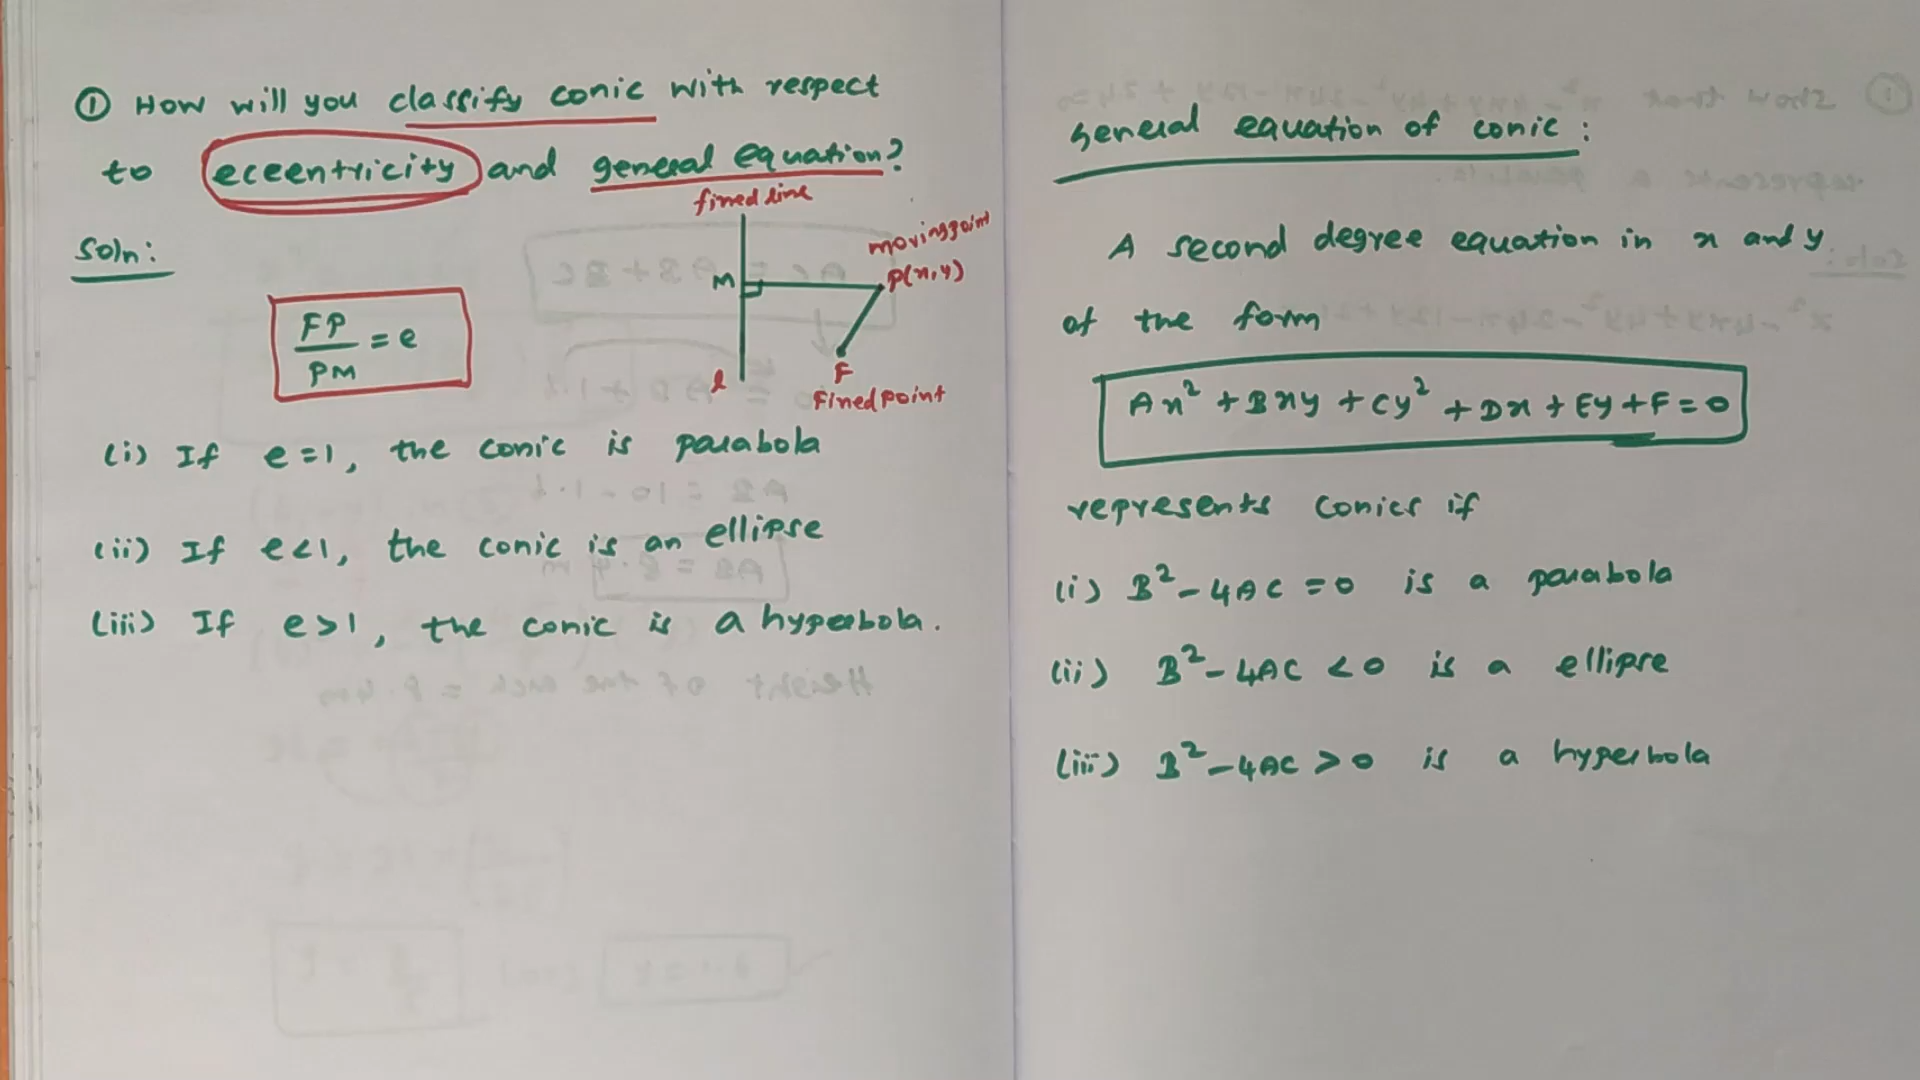 ① How will you classify conic with respect
to eccentricity and general equation?
Soln:
fixed line
moving point
M
P(x,y)
FP/PM = e
l
F
Fixed point
(i) If e=1, the conic is parabola
(ii) If e<1, the conic is an ellipse
(iii) If e>1, the conic is a hyperbola.
general equation of conic:
A second degree equation in x and y
of the form
Ax² + Bxy + Cy² + Dx + Ey + F = 0
represents conics if
(i) B² - 4AC = 0 is a parabola
(ii) B² - 4AC < 0 is a ellipse
(iii) B² - 4AC > 0 is a hyperbola